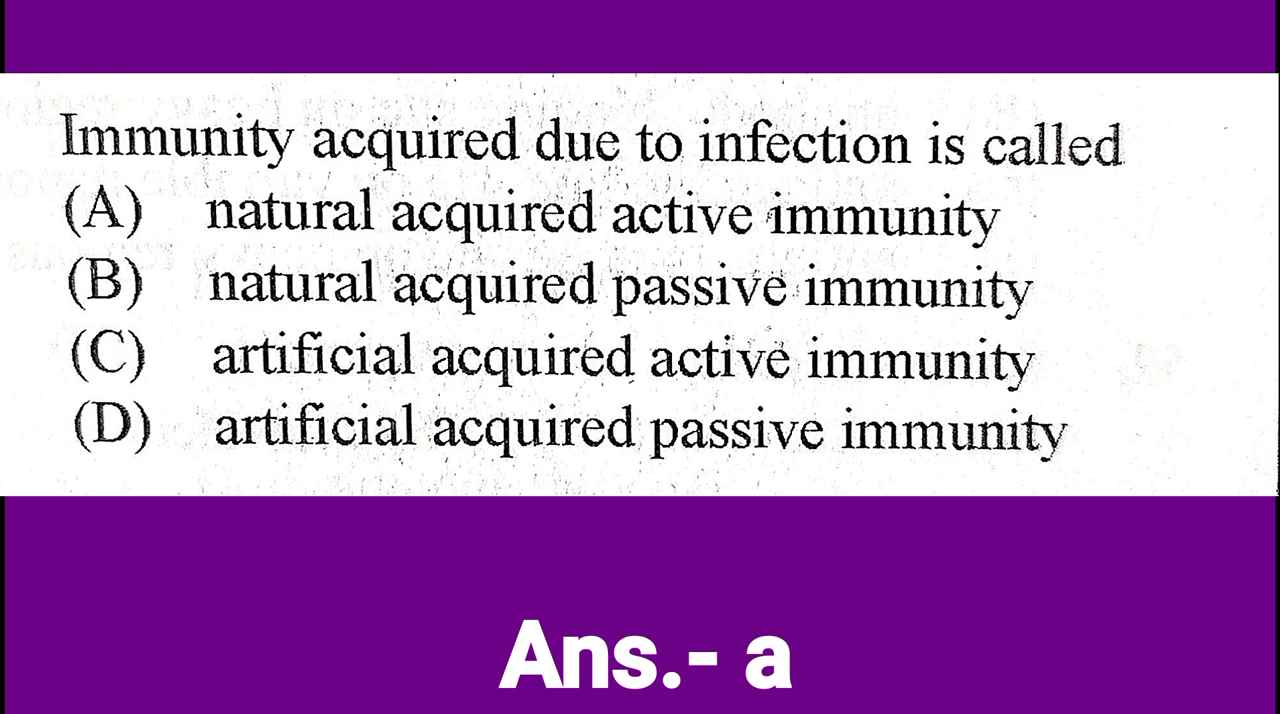 Immunity acquired due to infection is called
(A) natural acquired active immunity
(B) natural acquired passive immunity
(C) artificial acquired active immunity
(D) artificial acquired passive immunity
Ans.- a